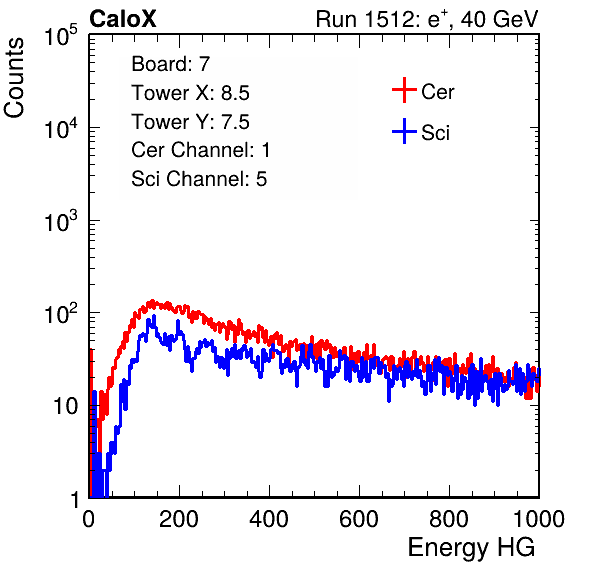 CaloX Run 1512: e⁺, 40 GeV
Counts
Board: 7
Tower X: 8.5
Tower Y: 7.5
Cer Channel: 1
Sci Channel: 5
Cer
Sci
10⁵
10⁴
10³
10²
10
1
0 200 400 600 800 1000
Energy HG